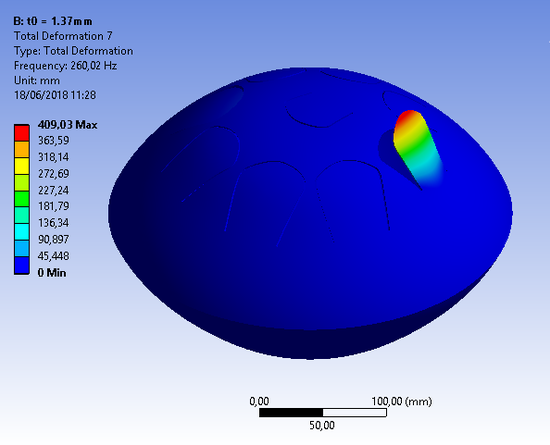 B: t0 = 1.37mm
Total Deformation 7
Type: Total Deformation
Frequency: 260,02 Hz
Unit: mm
18/06/2018 11:28
409,03 Max
363,59
318,14
272,69
227,24
181,79
136,34
90,897
45,448
0 Min
0,00 100,00 (mm)
50,00